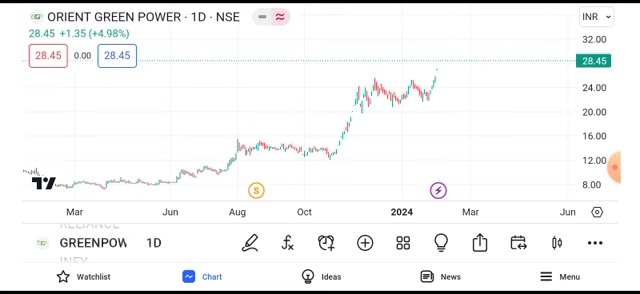 ORIENT GREEN POWER · 1D · NSE
INR
28.45 +1.35 (+4.98%)
28.45 0.00 28.45
32.00
28.45
24.00
20.00
16.00
12.00
8.00
S
Mar Jun Aug Oct 2024 Mar Jun
RELIANCE
GREENPOW 1D
Watchlist Chart Ideas News Menu